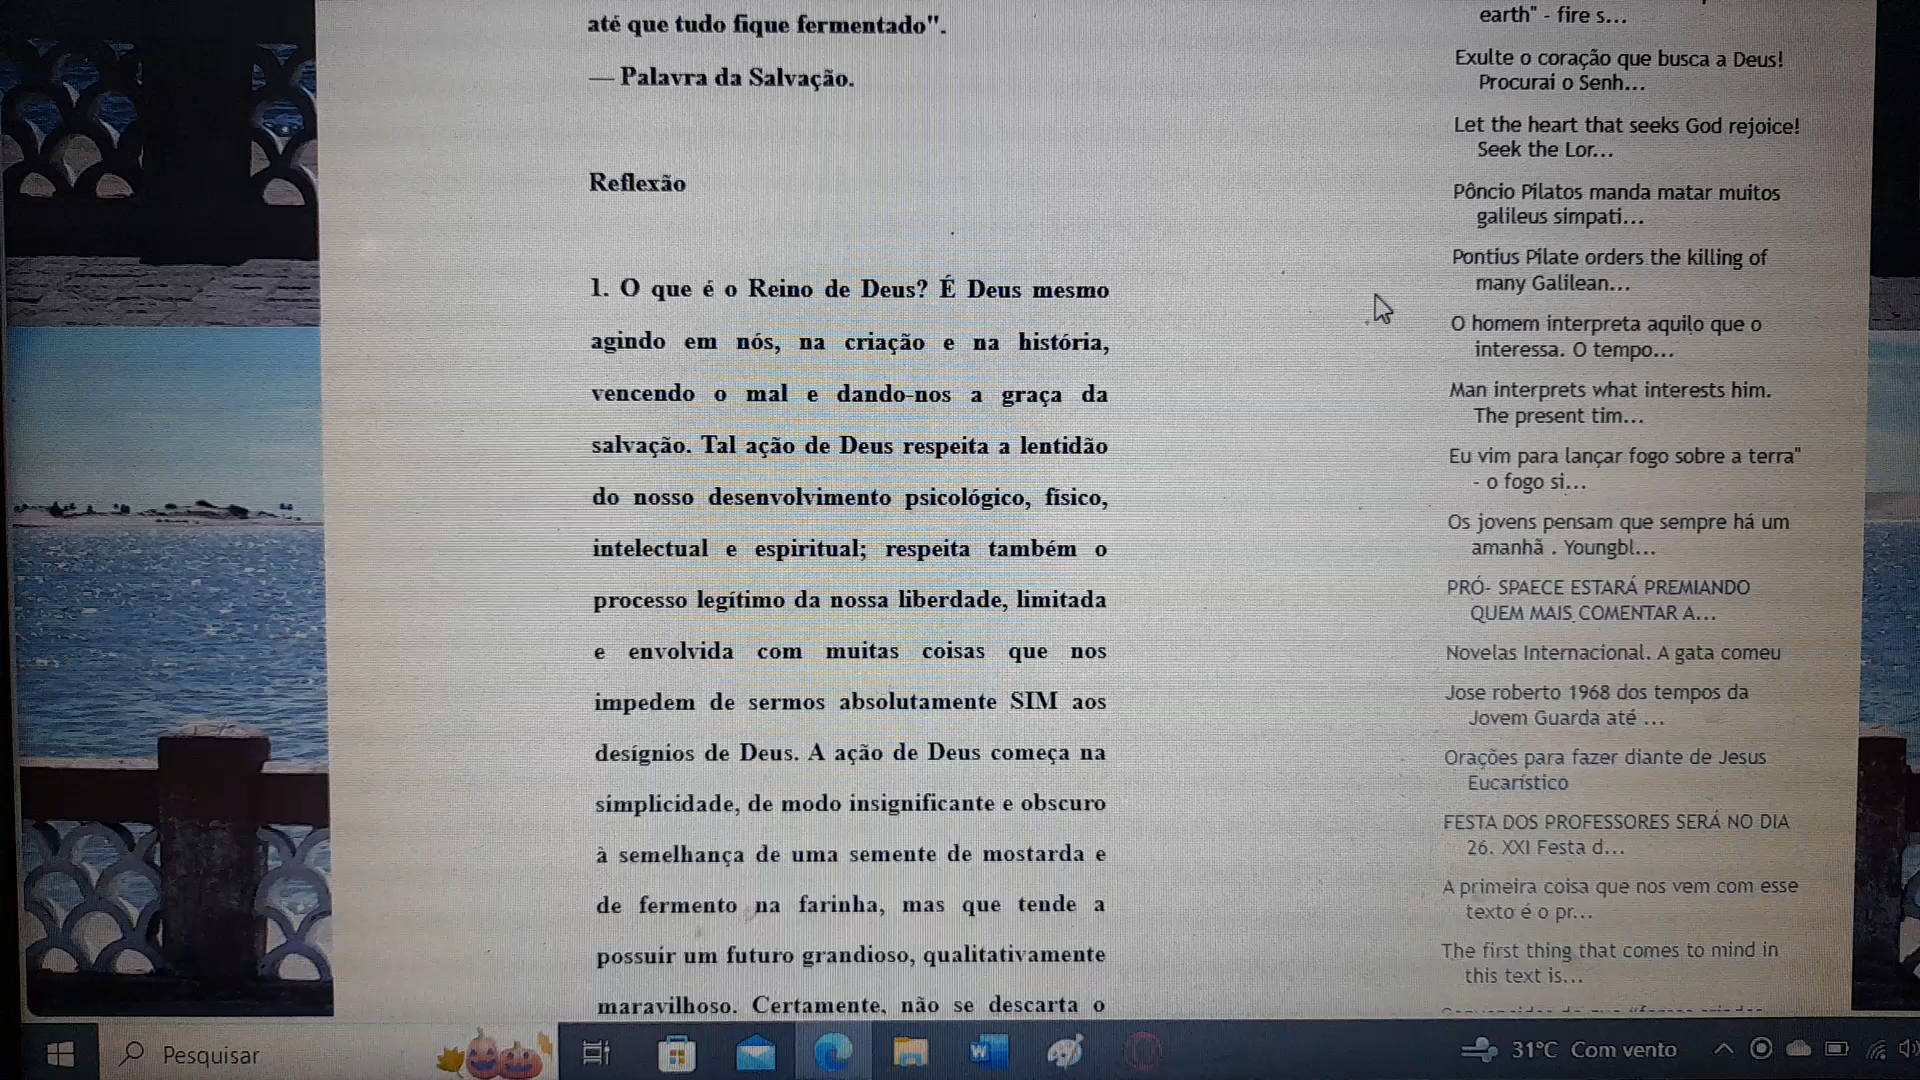 até que tudo fique fermentado".
— Palavra da Salvação.
Reflexão
1. O que é o Reino de Deus? É Deus mesmo
agindo em nós, na criação e na história,
vencendo o mal e dando-nos a graça da
salvação. Tal ação de Deus respeita a lentidão
do nosso desenvolvimento psicológico, físico,
intelectual e espiritual; respeita também o
processo legítimo da nossa liberdade, limitada
e envolvida com muitas coisas que nos
impedem de sermos absolutamente SIM aos
desígnios de Deus. A ação de Deus começa na
simplicidade, de modo insignificante e obscuro
à semelhança de uma semente de mostarda e
de fermento na farinha, mas que tende a
possuir um futuro grandioso, qualitativamente
maravilhoso. Certamente, não se descarta o
earth" - fire s...
Exulte o coração que busca a Deus!
Procurai o Senh...
Let the heart that seeks God rejoice!
Seek the Lor...
Pôncio Pilatos manda matar muitos
galileus simpati...
Pontius Pilate orders the killing of
many Galilean...
O homem interpreta aquilo que o
interessa. O tempo...
Man interprets what interests him.
The present tim...
Eu vim para lançar fogo sobre a terra"
- o fogo si...
Os jovens pensam que sempre há um
amanhã . Youngbl...
PRÓ- SPAECE ESTARÁ PREMIANDO
QUEM MAIS COMENTAR A...
Novelas Internacional. A gata comeu
Jose roberto 1968 dos tempos da
Jovem Guarda até ...
Orações para fazer diante de Jesus
Eucarístico
FESTA DOS PROFESSORES SERÁ NO DIA
26. XXI Festa d...
A primeira coisa que nos vem com esse
texto é o pr...
The first thing that comes to mind in
this text is...
Pesquisar
W
31°C Com vento